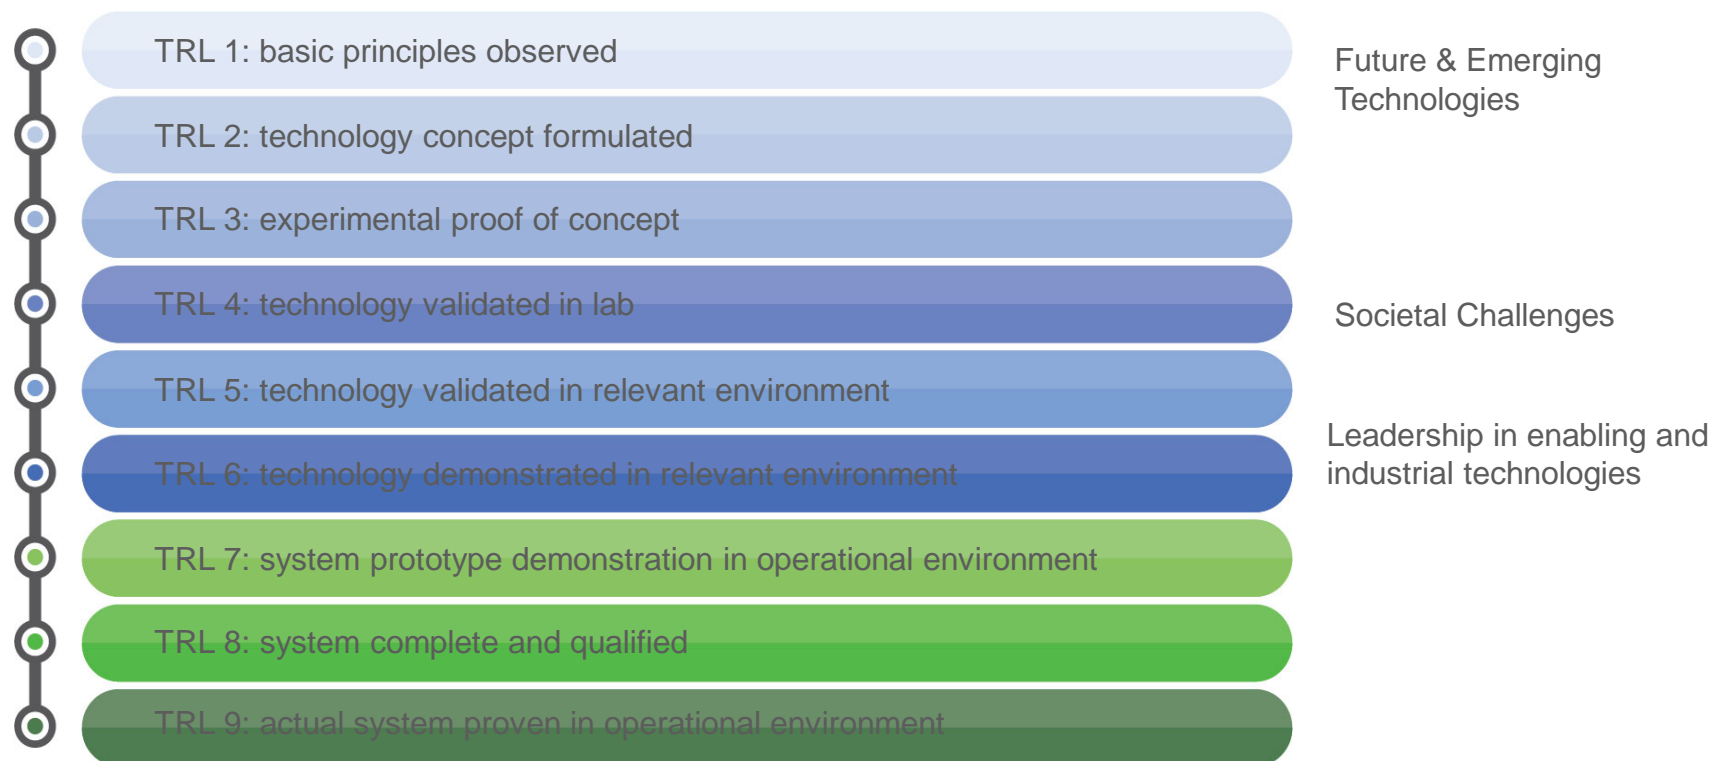 TRL 1: basic principles observed
TRL 2: technology concept formulated
TRL 3: experimental proof of concept
TRL 4: technology validated in lab
TRL 5: technology validated in relevant environment
TRL 6: technology demonstrated in relevant environment
TRL 7: system prototype demonstration in operational environment
TRL 8: system complete and qualified
TRL 9: actual system proven in operational environment
Future & Emerging
Technologies
Societal Challenges
Leadership in enabling and
industrial technologies